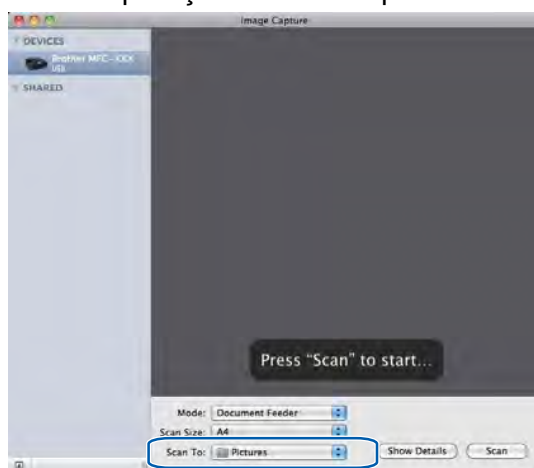 Image Capture
DEVICES
Brother MFC-XXX
USB
SHARED
Press "Scan" to start...
Mode: Document Feeder
Scan Size: A4
Scan To: Pictures
Show Details
Scan